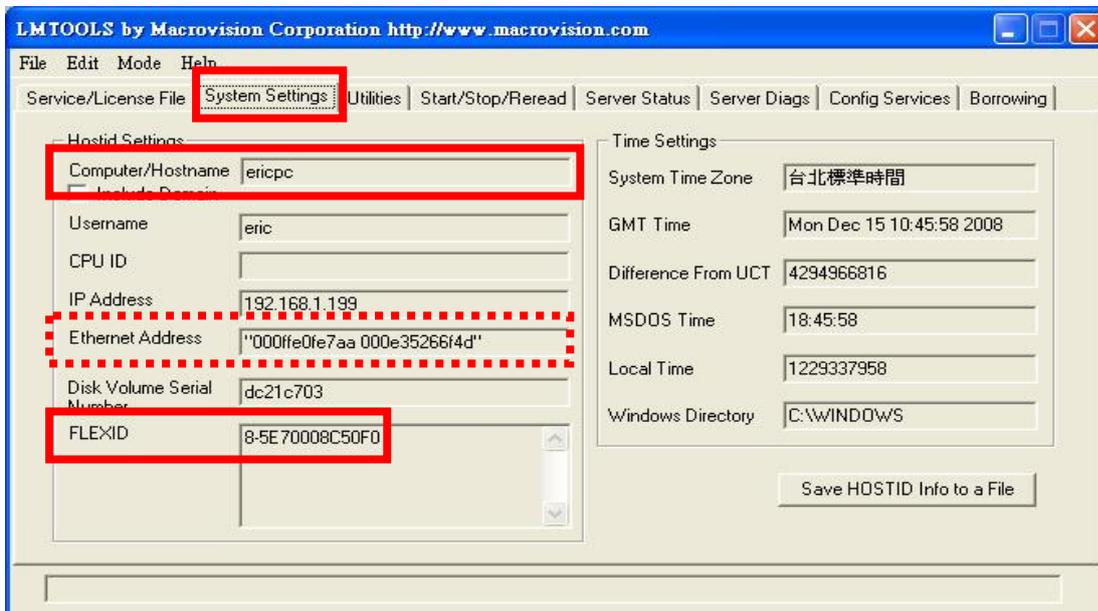 LMTOOLS by Macrovision Corporation http://www.macrovision.com
File Edit Mode Help
Service/License File System Settings Utilities Start/Stop/Reread Server Status Server Diags Config Services Borrowing
Hostid Settings
Computer/Hostname ericpc
Include Domain
Username eric
CPU ID
IP Address 192.168.1.199
Ethernet Address "000ffe0fe7aa 000e35266f4d"
Disk Volume Serial
Number dc21c703
FLEXID 8-5E70008C50F0
Time Settings
System Time Zone 台北標準時間
GMT Time Mon Dec 15 10:45:58 2008
Difference From UCT 4294966816
MSDOS Time 18:45:58
Local Time 1229337958
Windows Directory C:\WINDOWS
Save HOSTID Info to a File